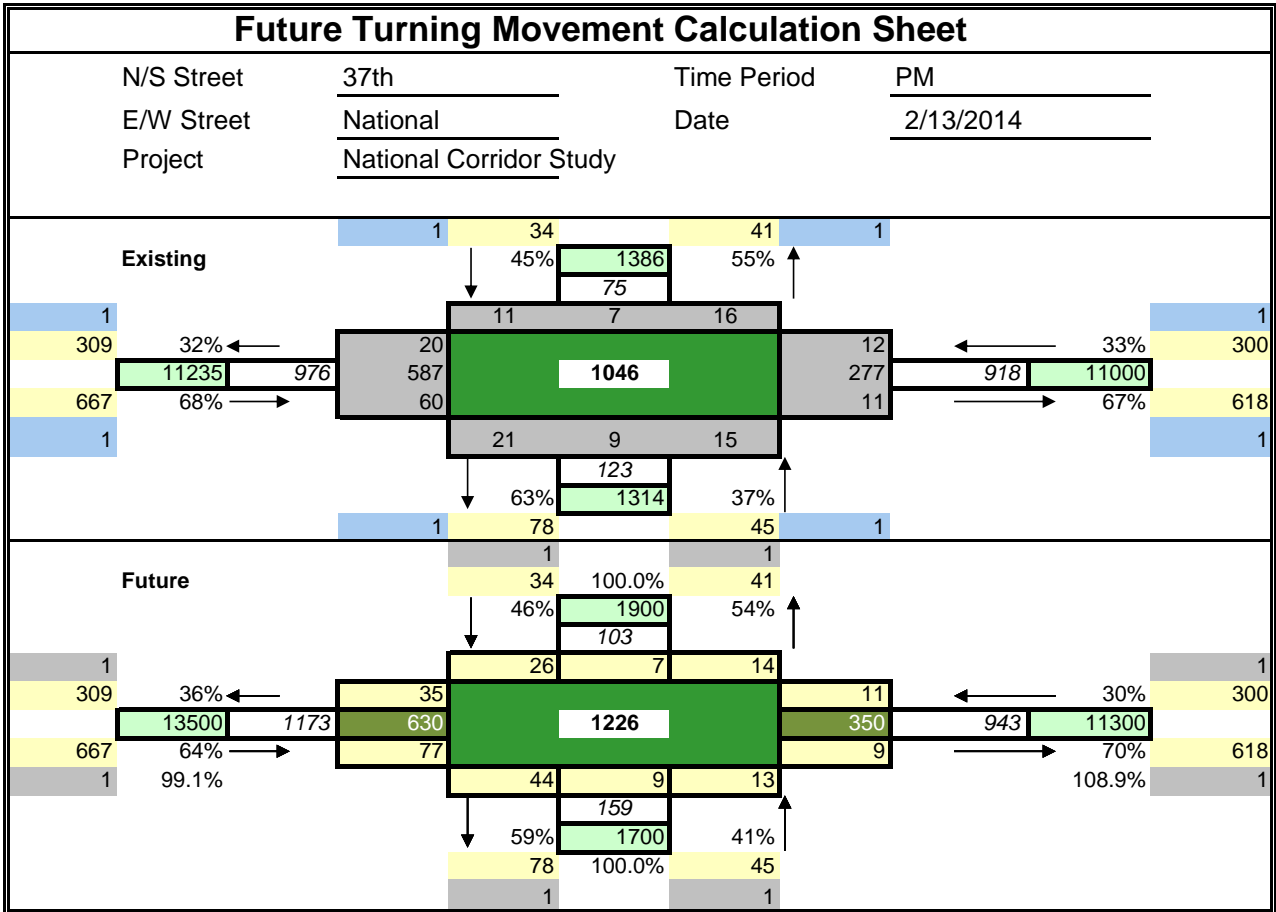 Future Turning Movement Calculation Sheet
N/S Street 37th Time Period PM
E/W Street National Date 2/13/2014
Project National Corridor Study
1 34 41 1
Existing 45% 1386 55%
75
1 11 7 16 1
309 32% 20 12 33% 300
11235 976 587 1046 277 918 11000
667 68% 60 11 67% 618
1 21 9 15 1
123
63% 1314 37%
1 78 45 1
1 1
Future 34 100.0% 41
46% 1900 54%
103
1 26 7 14 1
309 36% 35 11 30% 300
13500 1173 630 1226 350 943 11300
667 64% 77 9 70% 618
1 99.1% 44 9 13 108.9% 1
159
59% 1700 41%
78 100.0% 45
1 1